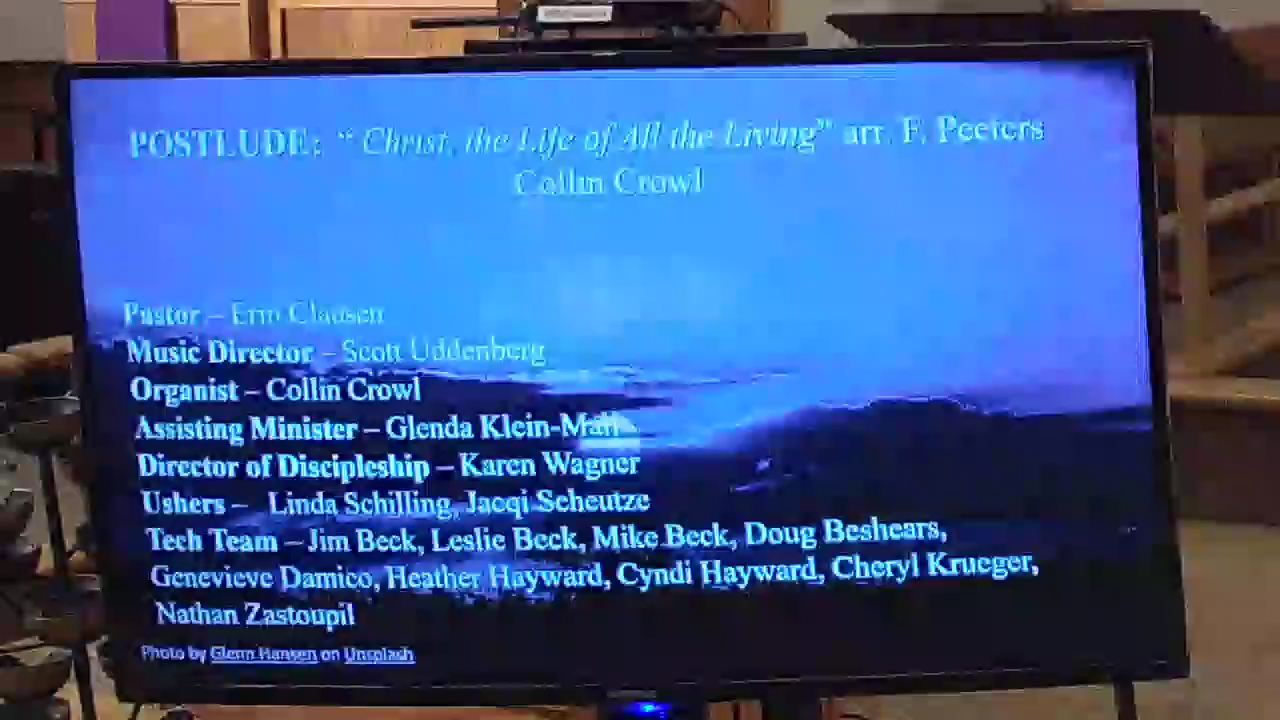 POSTLUDE: “ Christ, the Life of All the Living” arr. F. Peeters
Collin Crowl
Pastor – Erin Clausen
Music Director – Scott Uddenberg
Organist – Collin Crowl
Assisting Minister – Glenda Klein-
Director of Discipleship – Karen Wagner
Ushers – Linda Schilling, Jacqi Scheutze
Tech Team – Jim Beck, Leslie Beck, Mike Beck, Doug Beshears,
Genevieve Damico, Heather Hayward, Cyndi Hayward, Cheryl Krueger,
Nathan Zastoupil
Photo by Glenn Hansen on Unsplash